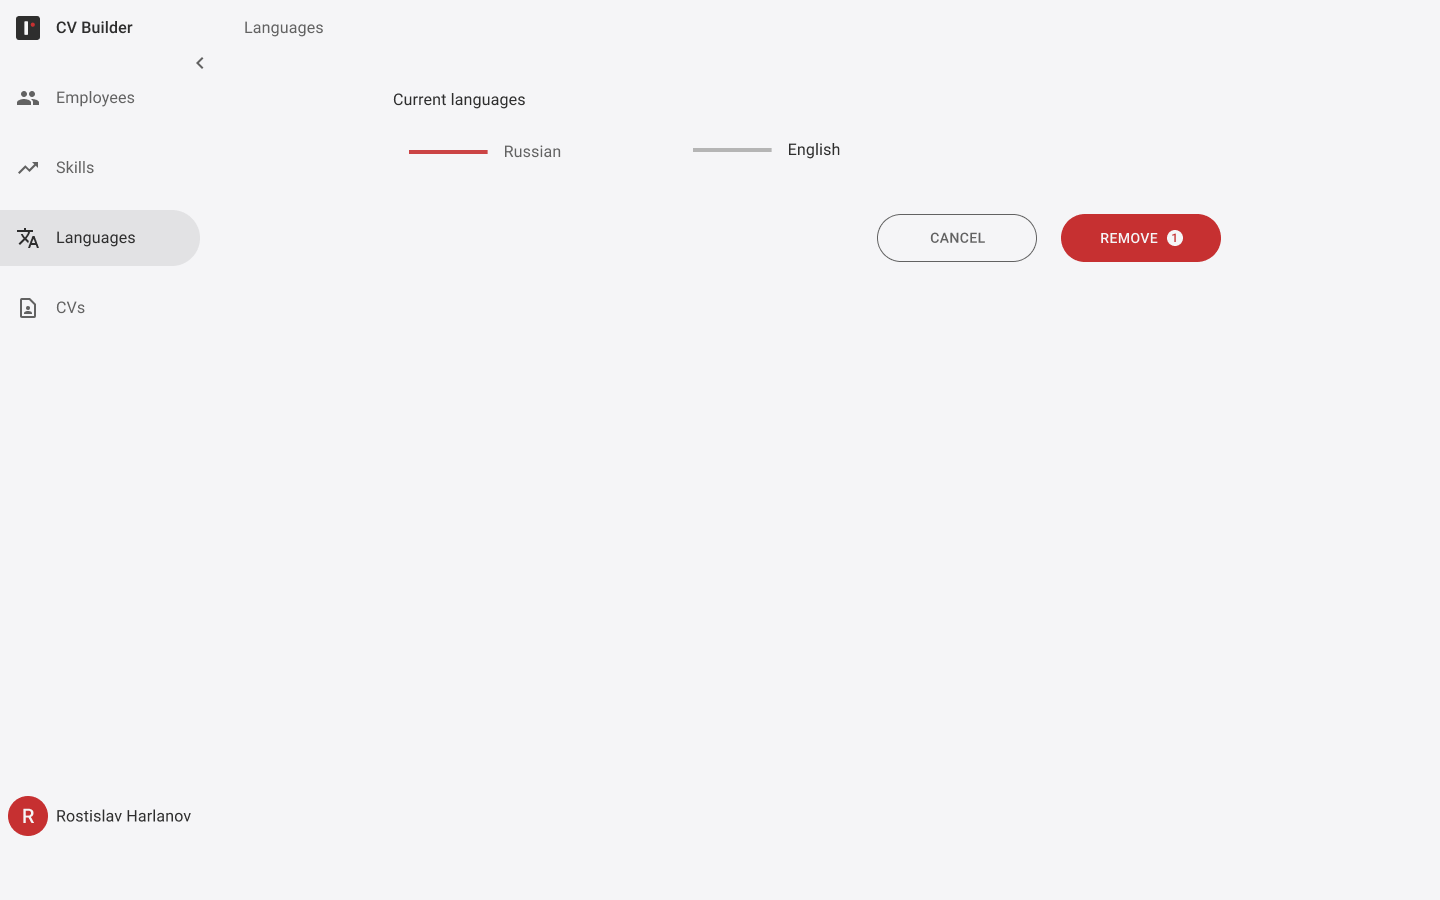 CV Builder
Languages
Employees
Skills
Languages
CVs
Current languages
Russian
English
CANCEL
REMOVE 1
R
Rostislav Harlanov